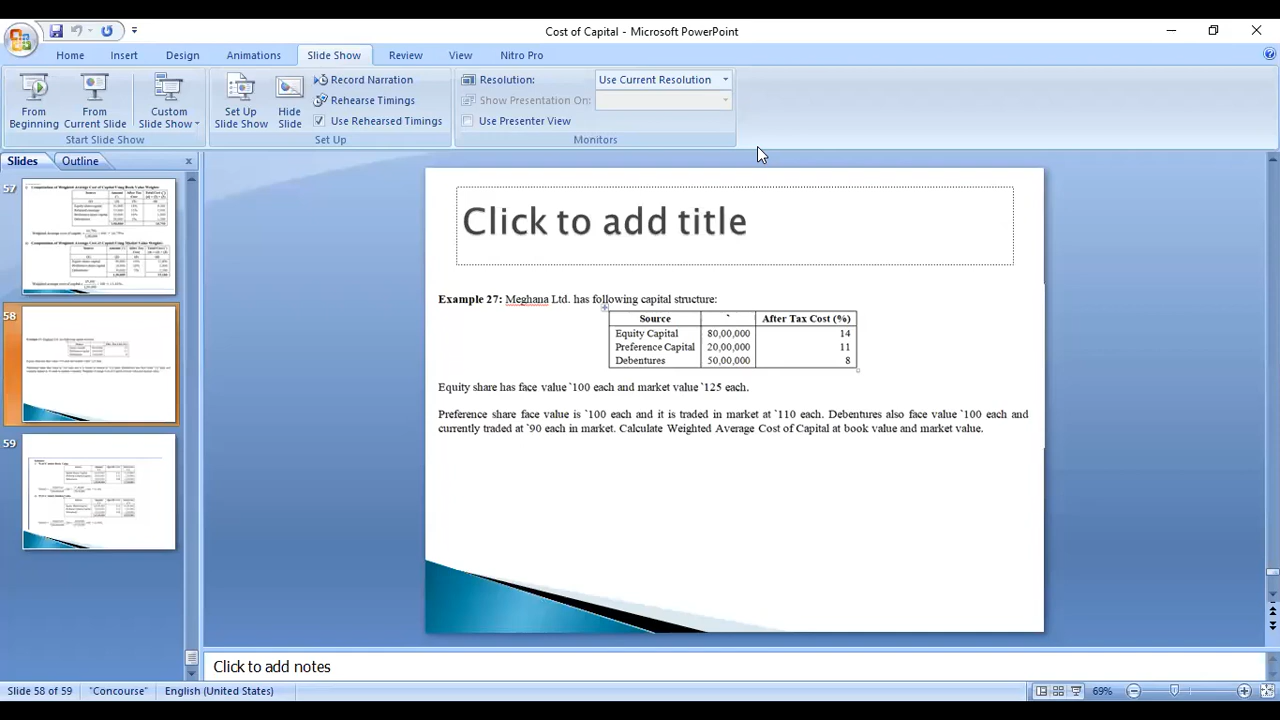 Cost of Capital - Microsoft PowerPoint
Home Insert Design Animations Slide Show Review View Nitro Pro
From Beginning
From Current Slide
Custom Slide Show
Start Slide Show
Set Up Slide Show
Hide Slide
Record Narration
Rehearse Timings
Use Rehearsed Timings
Set Up
Resolution: Use Current Resolution
Show Presentation On:
Use Presenter View
Monitors
Slides Outline
57
58
59
Click to add title
Example 27: Meghana Ltd. has following capital structure:
Source ` After Tax Cost (%)
Equity Capital 80,00,000 14
Preference Capital 20,00,000 11
Debentures 50,00,000 8
Equity share has face value `100 each and market value `125 each.
Preference share face value is `100 each and it is traded in market at `110 each. Debentures also face value `100 each and
currently traded at `90 each in market. Calculate Weighted Average Cost of Capital at book value and market value.
Click to add notes
Slide 58 of 59 "Concourse" English (United States) 69%